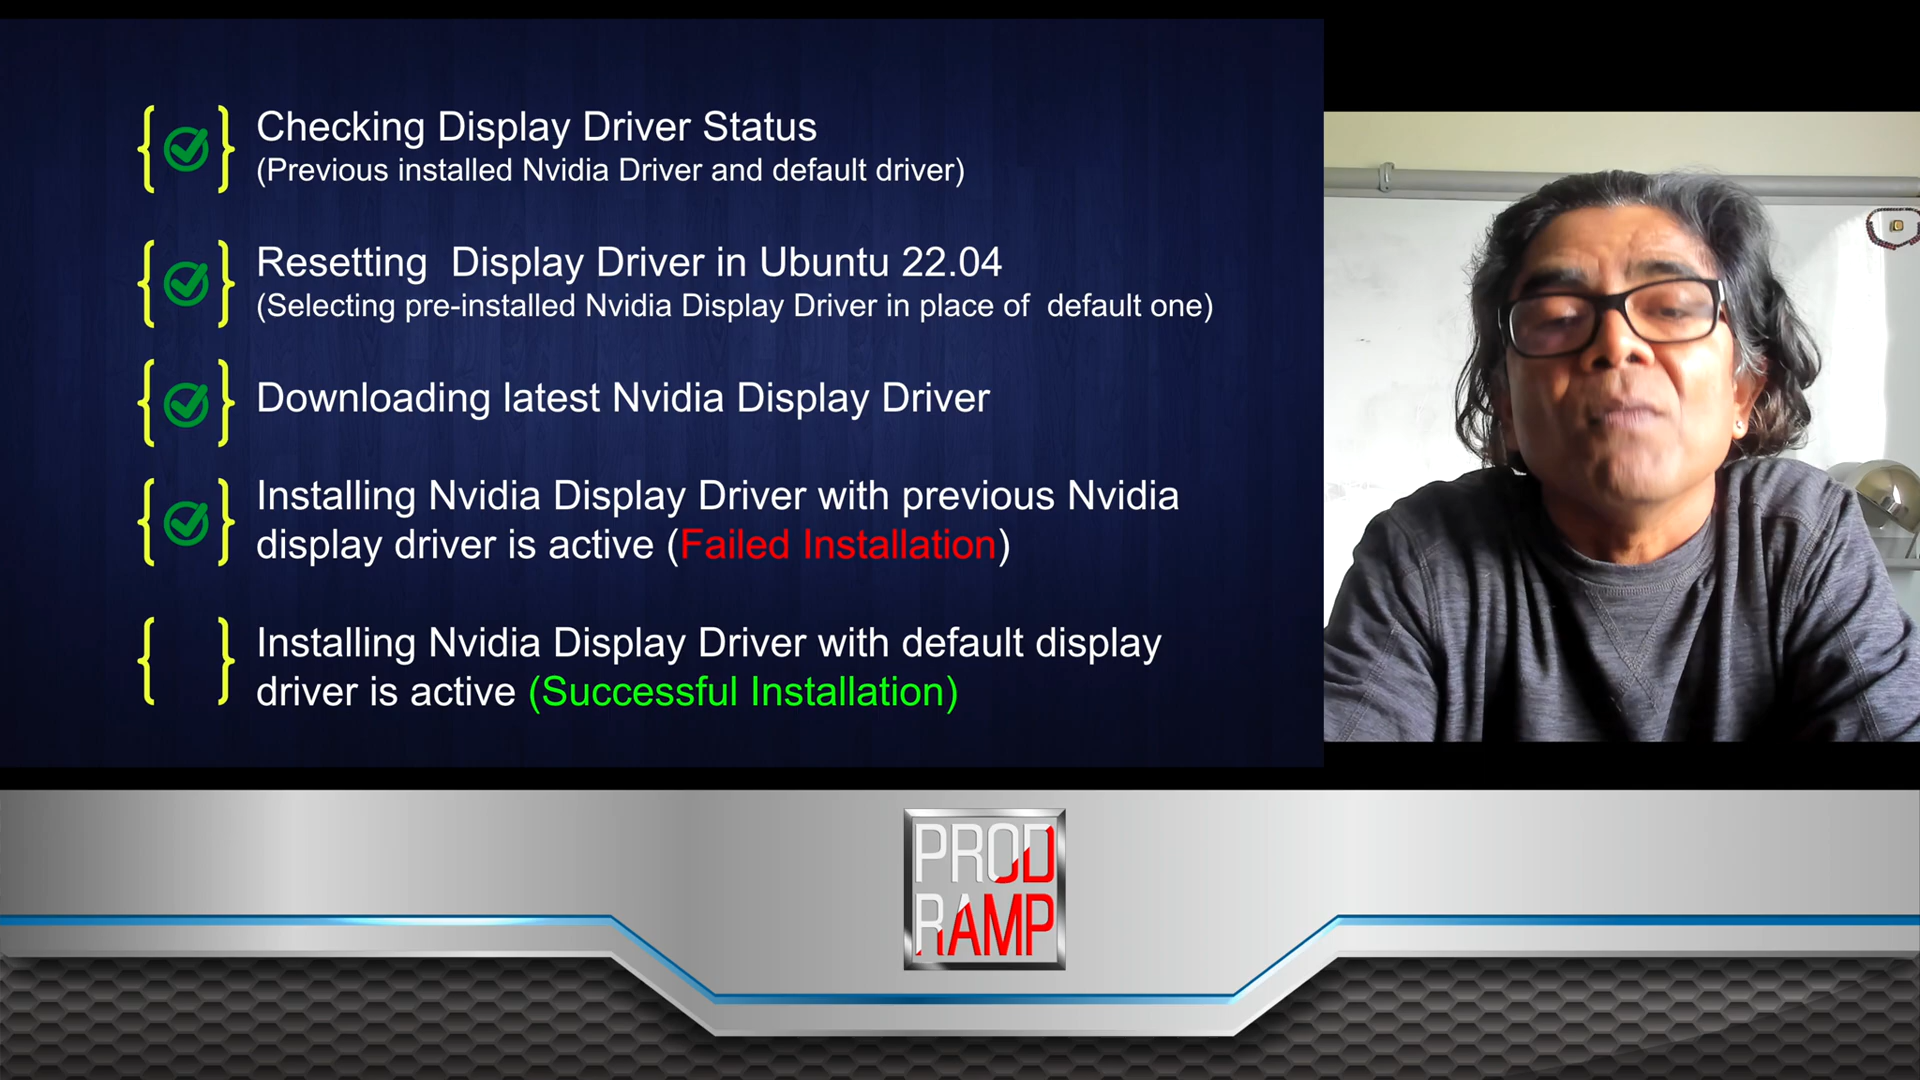 Checking Display Driver Status
(Previous installed Nvidia Driver and default driver)
Resetting  Display Driver in Ubuntu 22.04
(Selecting pre-installed Nvidia Display Driver in place of  default one)
Downloading latest Nvidia Display Driver
Installing Nvidia Display Driver with previous Nvidia
display driver is active (Failed Installation)
Installing Nvidia Display Driver with default display
driver is active (Successful Installation)
PROD
RAMP